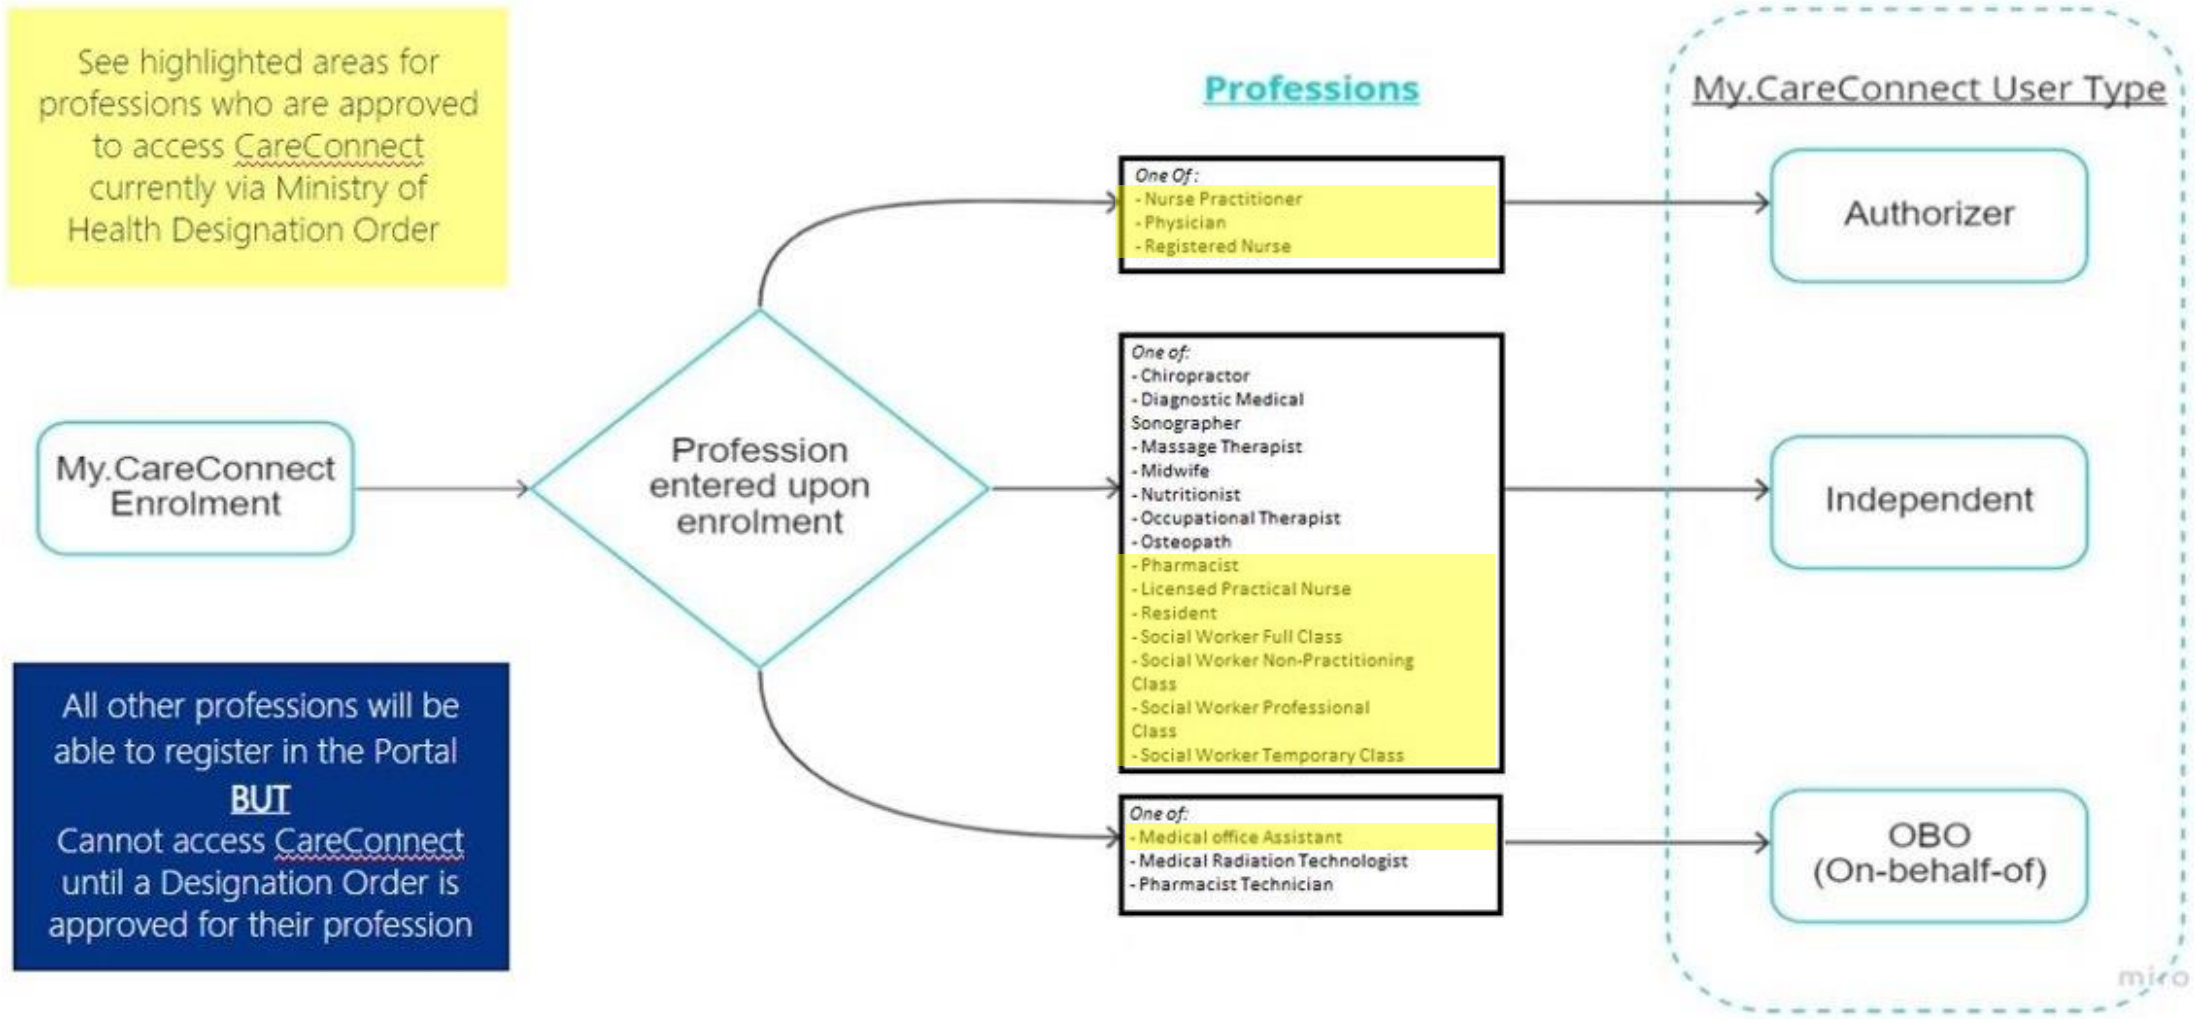 See highlighted areas for
professions who are approved
to access CareConnect
currently via Ministry of
Health Designation Order
My.CareConnect
Enrolment
All other professions will be
able to register in the Portal
BUT
Cannot access CareConnect
until a Designation Order is
approved for their profession
Profession
entered upon
enrolment
Professions
One Of :
- Nurse Practitioner
- Physician
- Registered Nurse
One of:
- Chiropractor
- Diagnostic Medical
Sonographer
- Massage Therapist
- Midwife
- Nutritionist
- Occupational Therapist
- Osteopath
- Pharmacist
- Licensed Practical Nurse
- Resident
- Social Worker Full Class
- Social Worker Non-Practitioning
Class
- Social Worker Professional
Class
- Social Worker Temporary Class
One of:
- Medical office Assistant
- Medical Radiation Technologist
- Pharmacist Technician
My.CareConnect User Type
Authorizer
Independent
OBO
(On-behalf-of)
miro